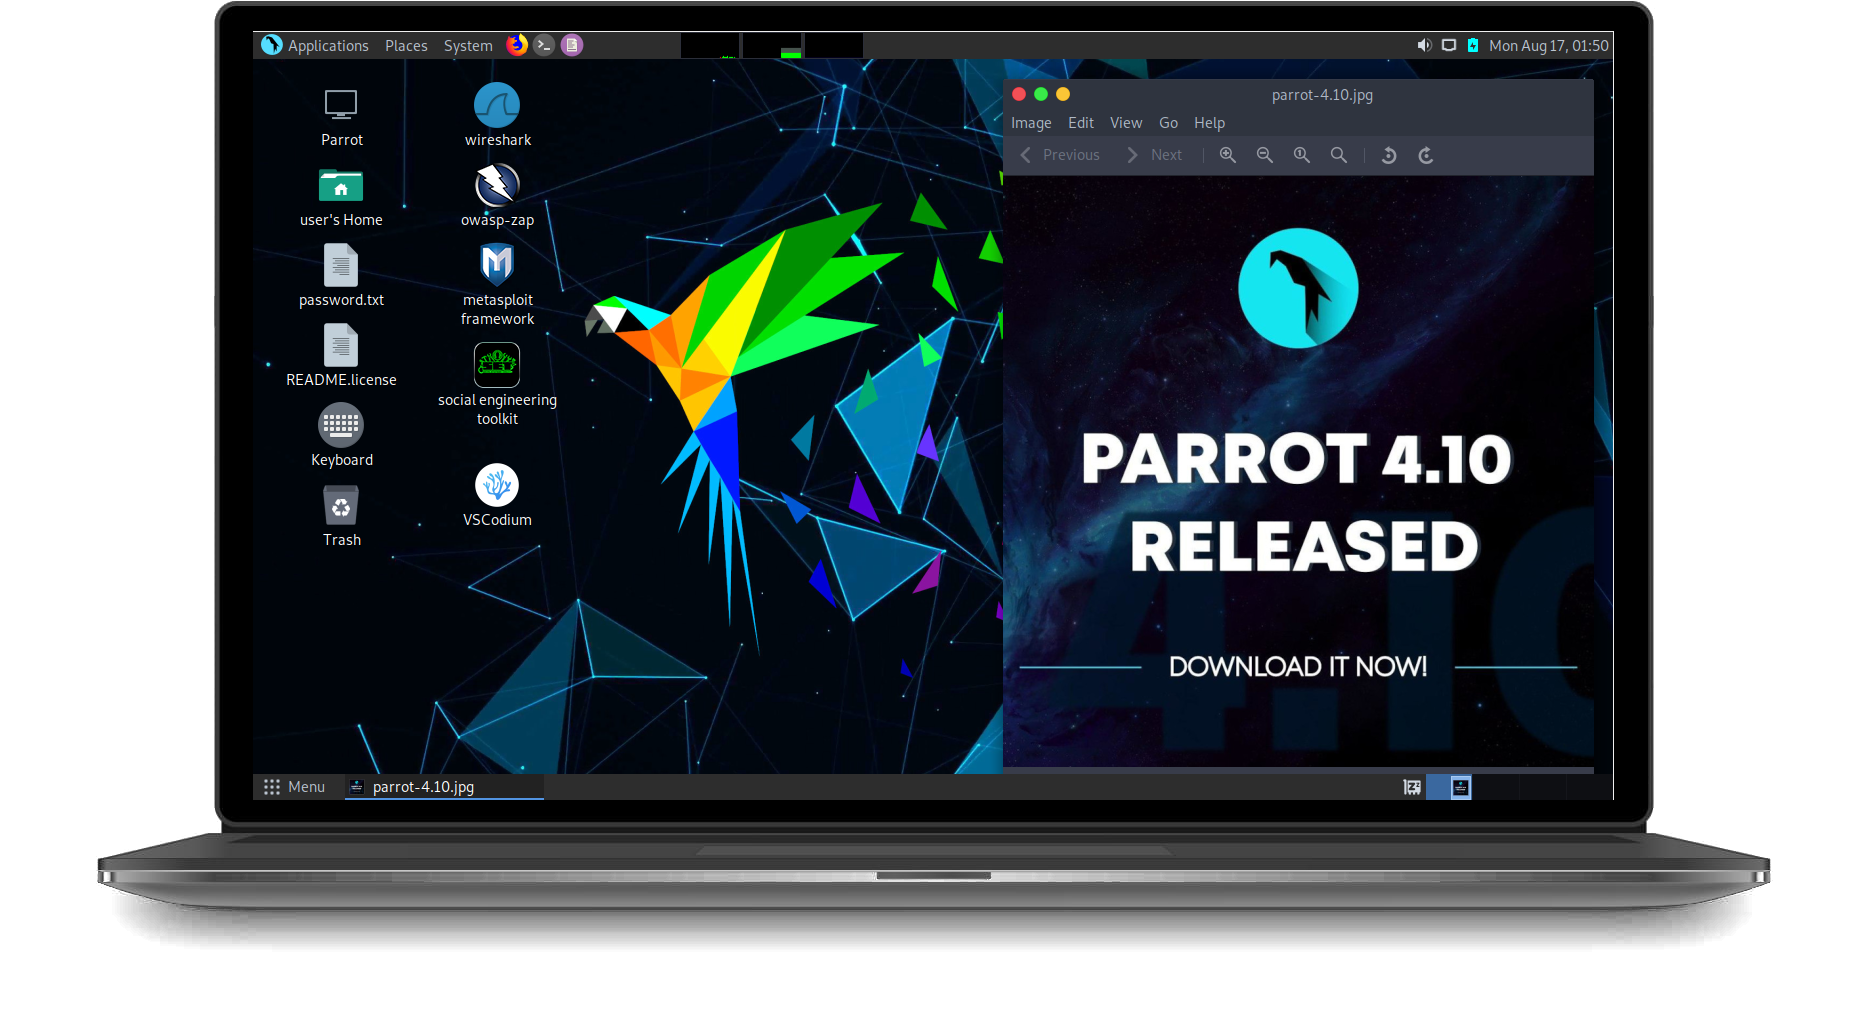 Applications Places System
Mon Aug 17, 01:50
Parrot
wireshark
user's Home
owasp-zap
password.txt
metasploit
framework
README.license
social engineering
toolkit
Keyboard
VSCodium
Trash
parrot-4.10.jpg
Image Edit View Go Help
Previous Next
PARROT 4.10
RELEASED
4.10
DOWNLOAD IT NOW!
Menu parrot-4.10.jpg